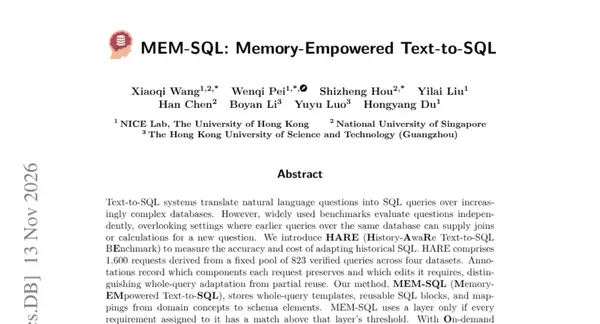 MEM-SQL: Memory-Empowered Text-to-SQL
Xiaoqi Wang1,2,* Wenqi Pei1,*, Shizheng Hou2,* Yilai Liu1
Han Chen2 Boyan Li3 Yuyu Luo3 Hongyang Du1
1 NICE Lab, The University of Hong Kong 2 National University of Singapore
3 The Hong Kong University of Science and Technology (Guangzhou)
Abstract
Text-to-SQL systems translate natural language questions into SQL queries over increas-
ingly complex databases. However, widely used benchmarks evaluate questions indepen-
dently, overlooking settings where earlier queries over the same database can supply joins
or calculations for a new question. We introduce HARE (History-AwaRe Text-to-SQL
BEnchmark) to measure the accuracy and cost of adapting historical SQL. HARE comprises
1,600 requests derived from a fixed pool of 823 verified queries across four datasets. Anno-
tations record which components each request preserves and which edits it requires, dis-
tinguishing whole-query adaptation from partial reuse. Our method, MEM-SQL (Memory-
EMpowered Text-to-SQL), stores whole-query templates, reusable SQL blocks, and map-
pings from domain concepts to schema elements. MEM-SQL uses a layer only if every
requirement assigned to it has a match above that layer's threshold. With On-demand
s.DB] 13 Nov 2026